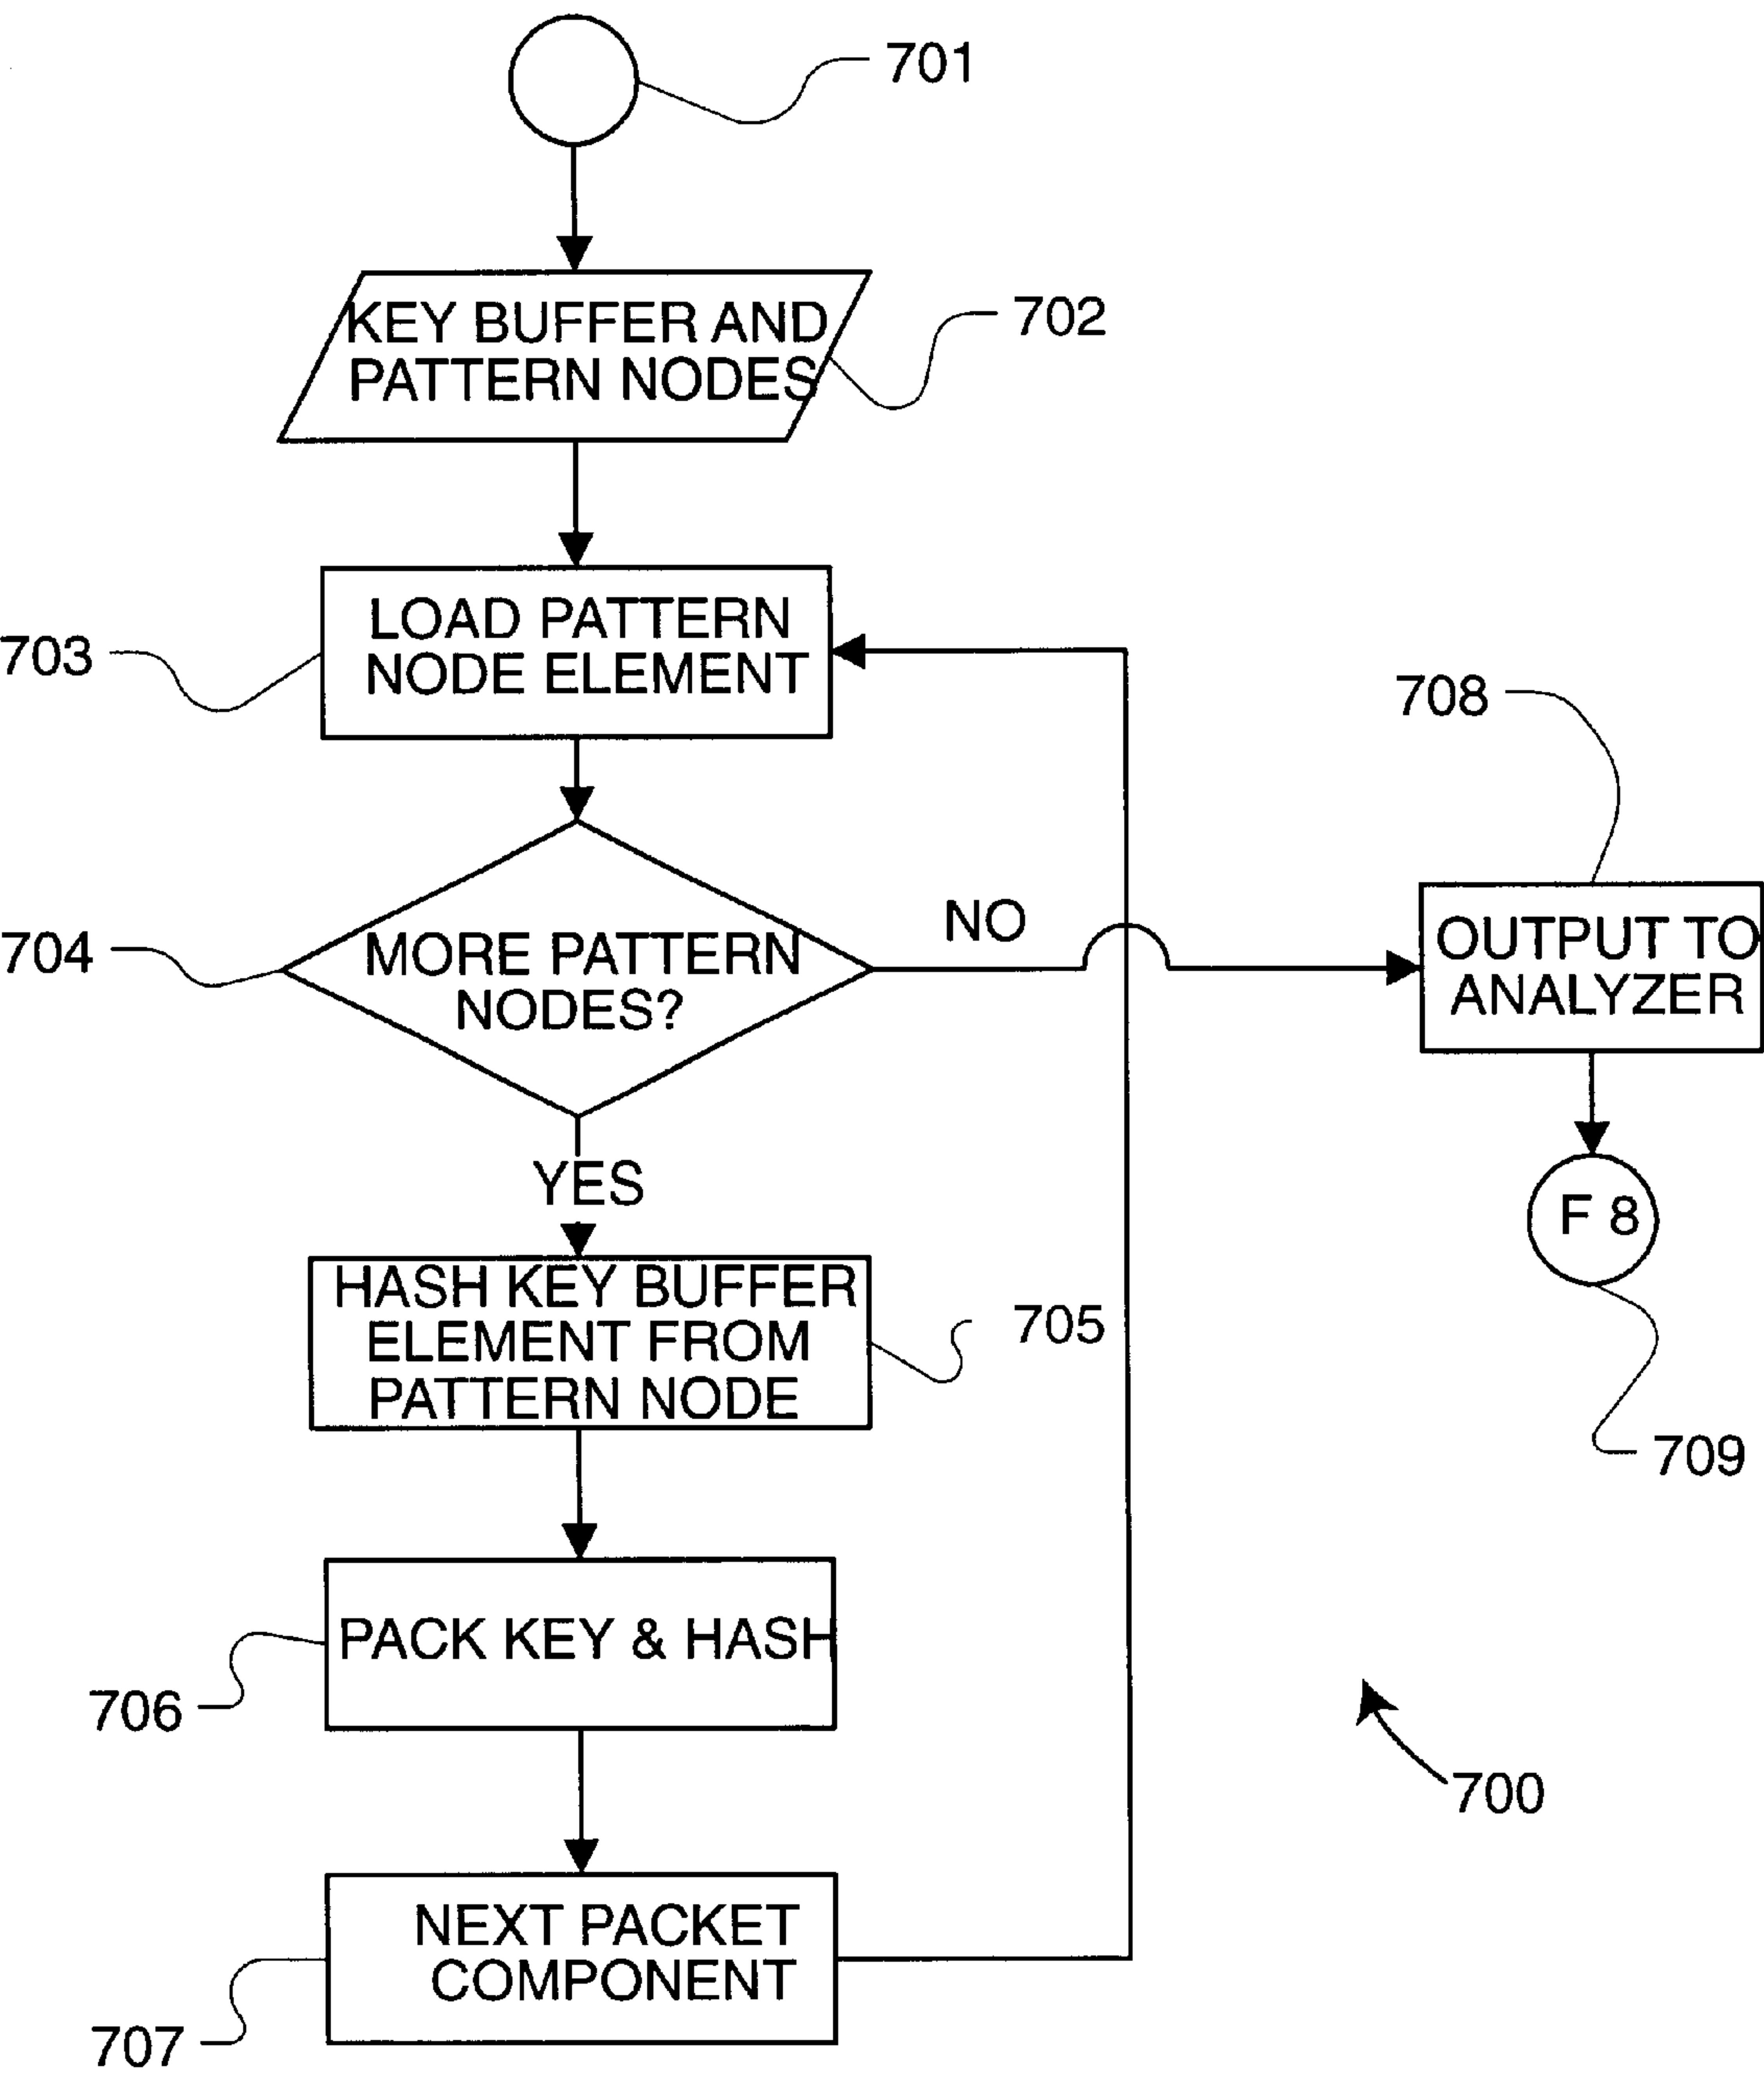 701
KEY BUFFER AND
PATTERN NODES
702
LOAD PATTERN
NODE ELEMENT
703
708
NO
MORE PATTERN
NODES?
704
OUTPUT TO
ANALYZER
YES
F 8
HASH KEY BUFFER
ELEMENT FROM
PATTERN NODE
705
709
PACK KEY & HASH
706
700
NEXT PACKET
COMPONENT
707